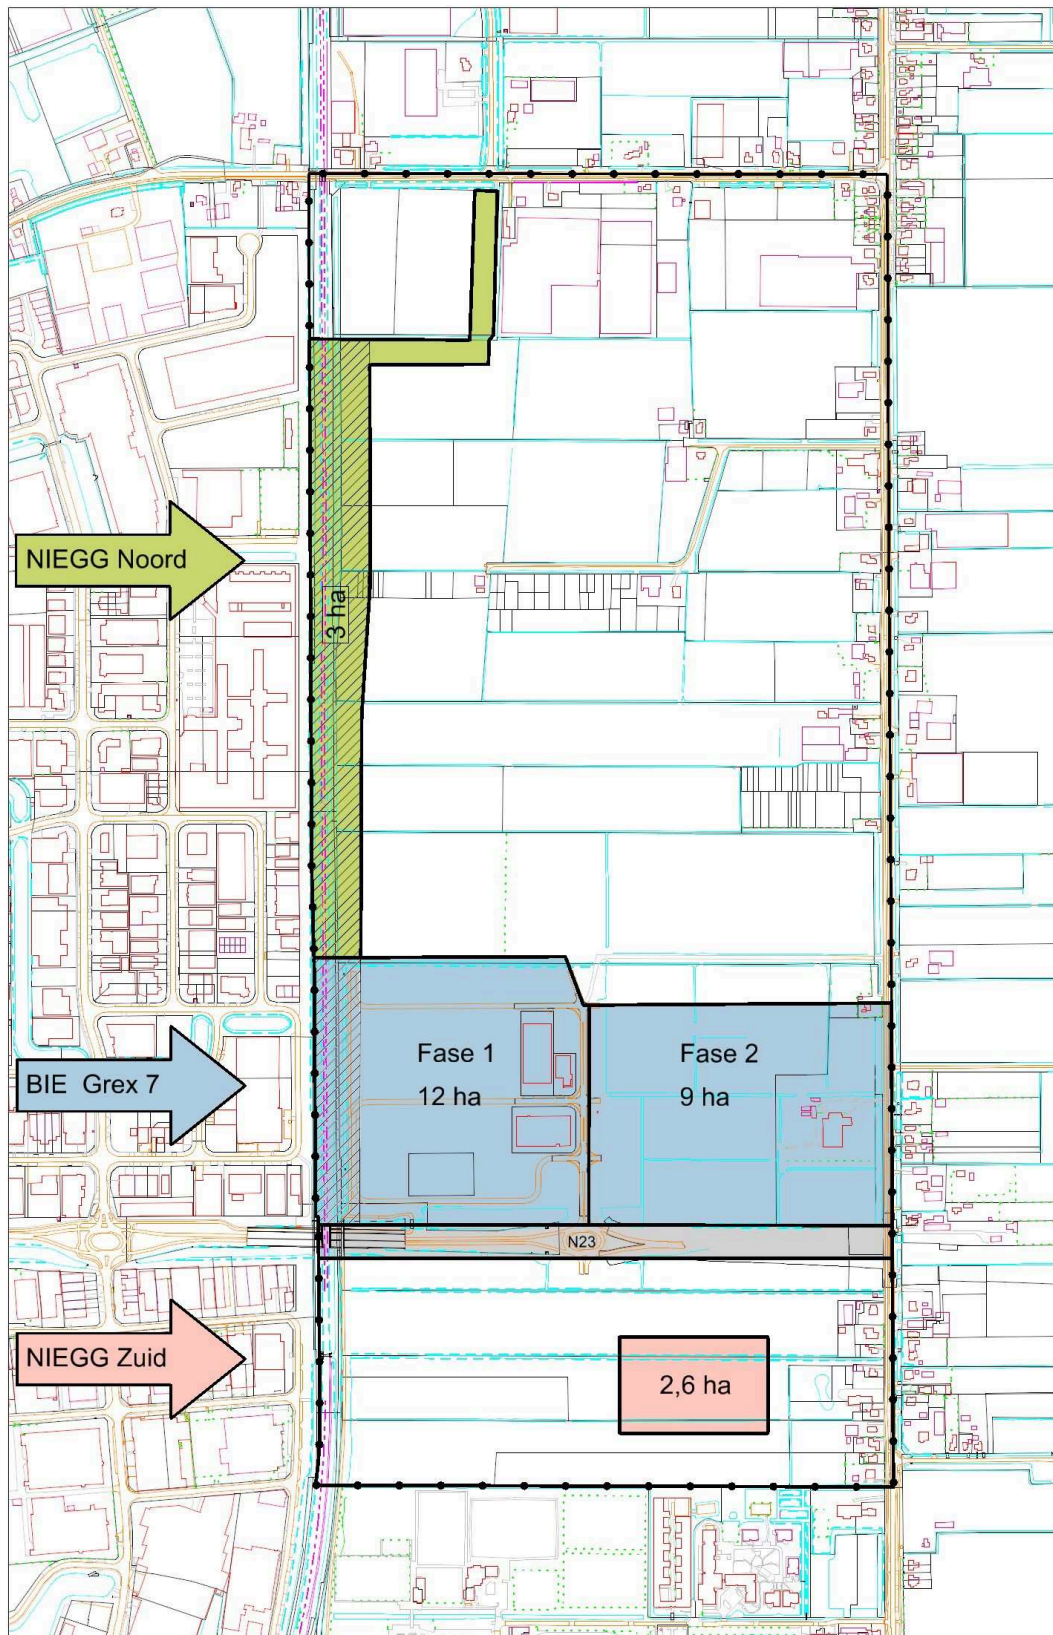 NIEGG Noord
3 ha
BIE Grex 7
Fase 1
12 ha
Fase 2
9 ha
N23
NIEGG Zuid
2,6 ha